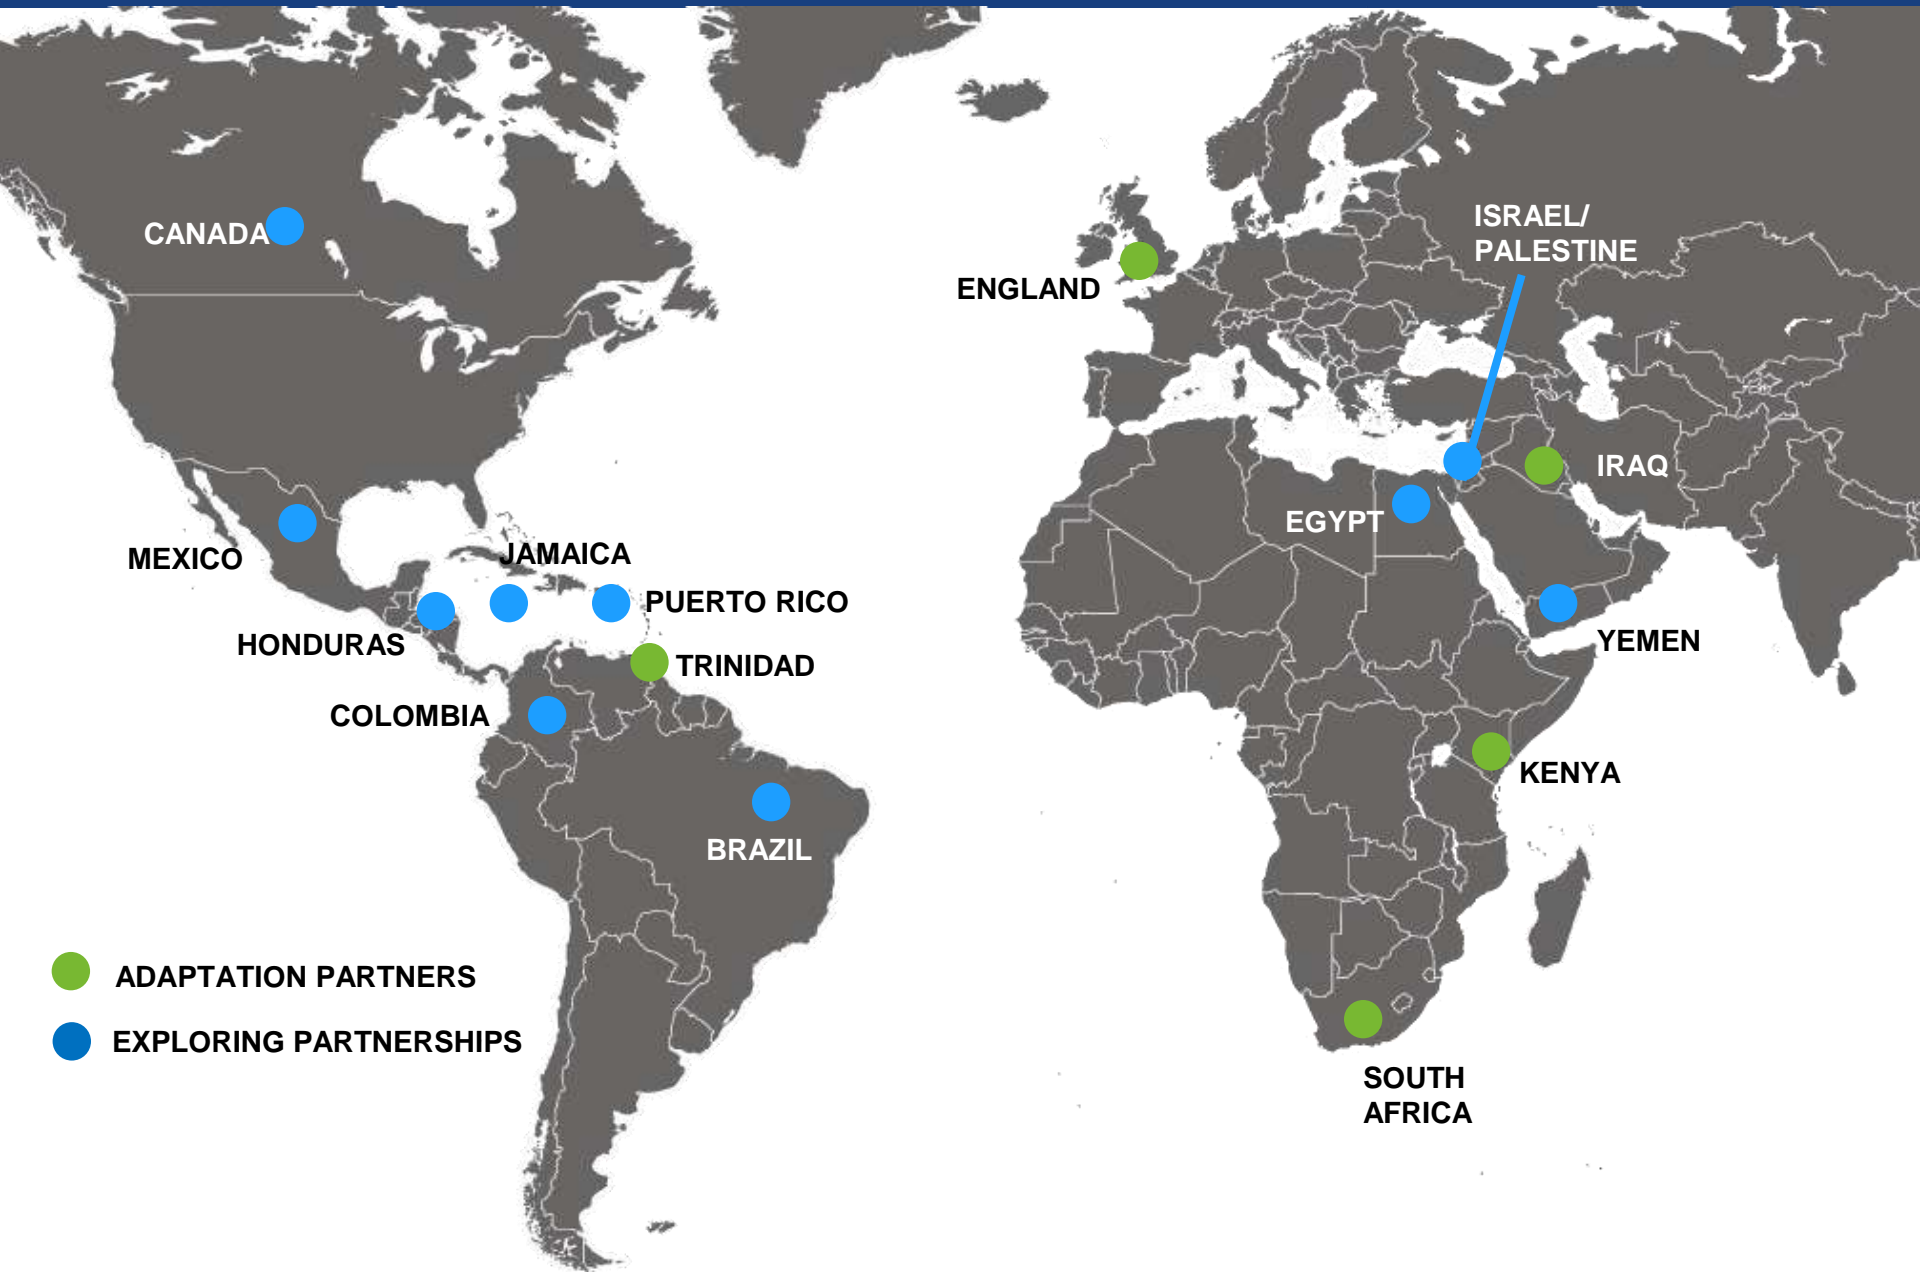 CANADA
ISRAEL/
PALESTINE
ENGLAND
IRAQ
EGYPT
MEXICO
JAMAICA
PUERTO RICO
HONDURAS
YEMEN
TRINIDAD
COLOMBIA
KENYA
BRAZIL
ADAPTATION PARTNERS
EXPLORING PARTNERSHIPS
SOUTH
AFRICA